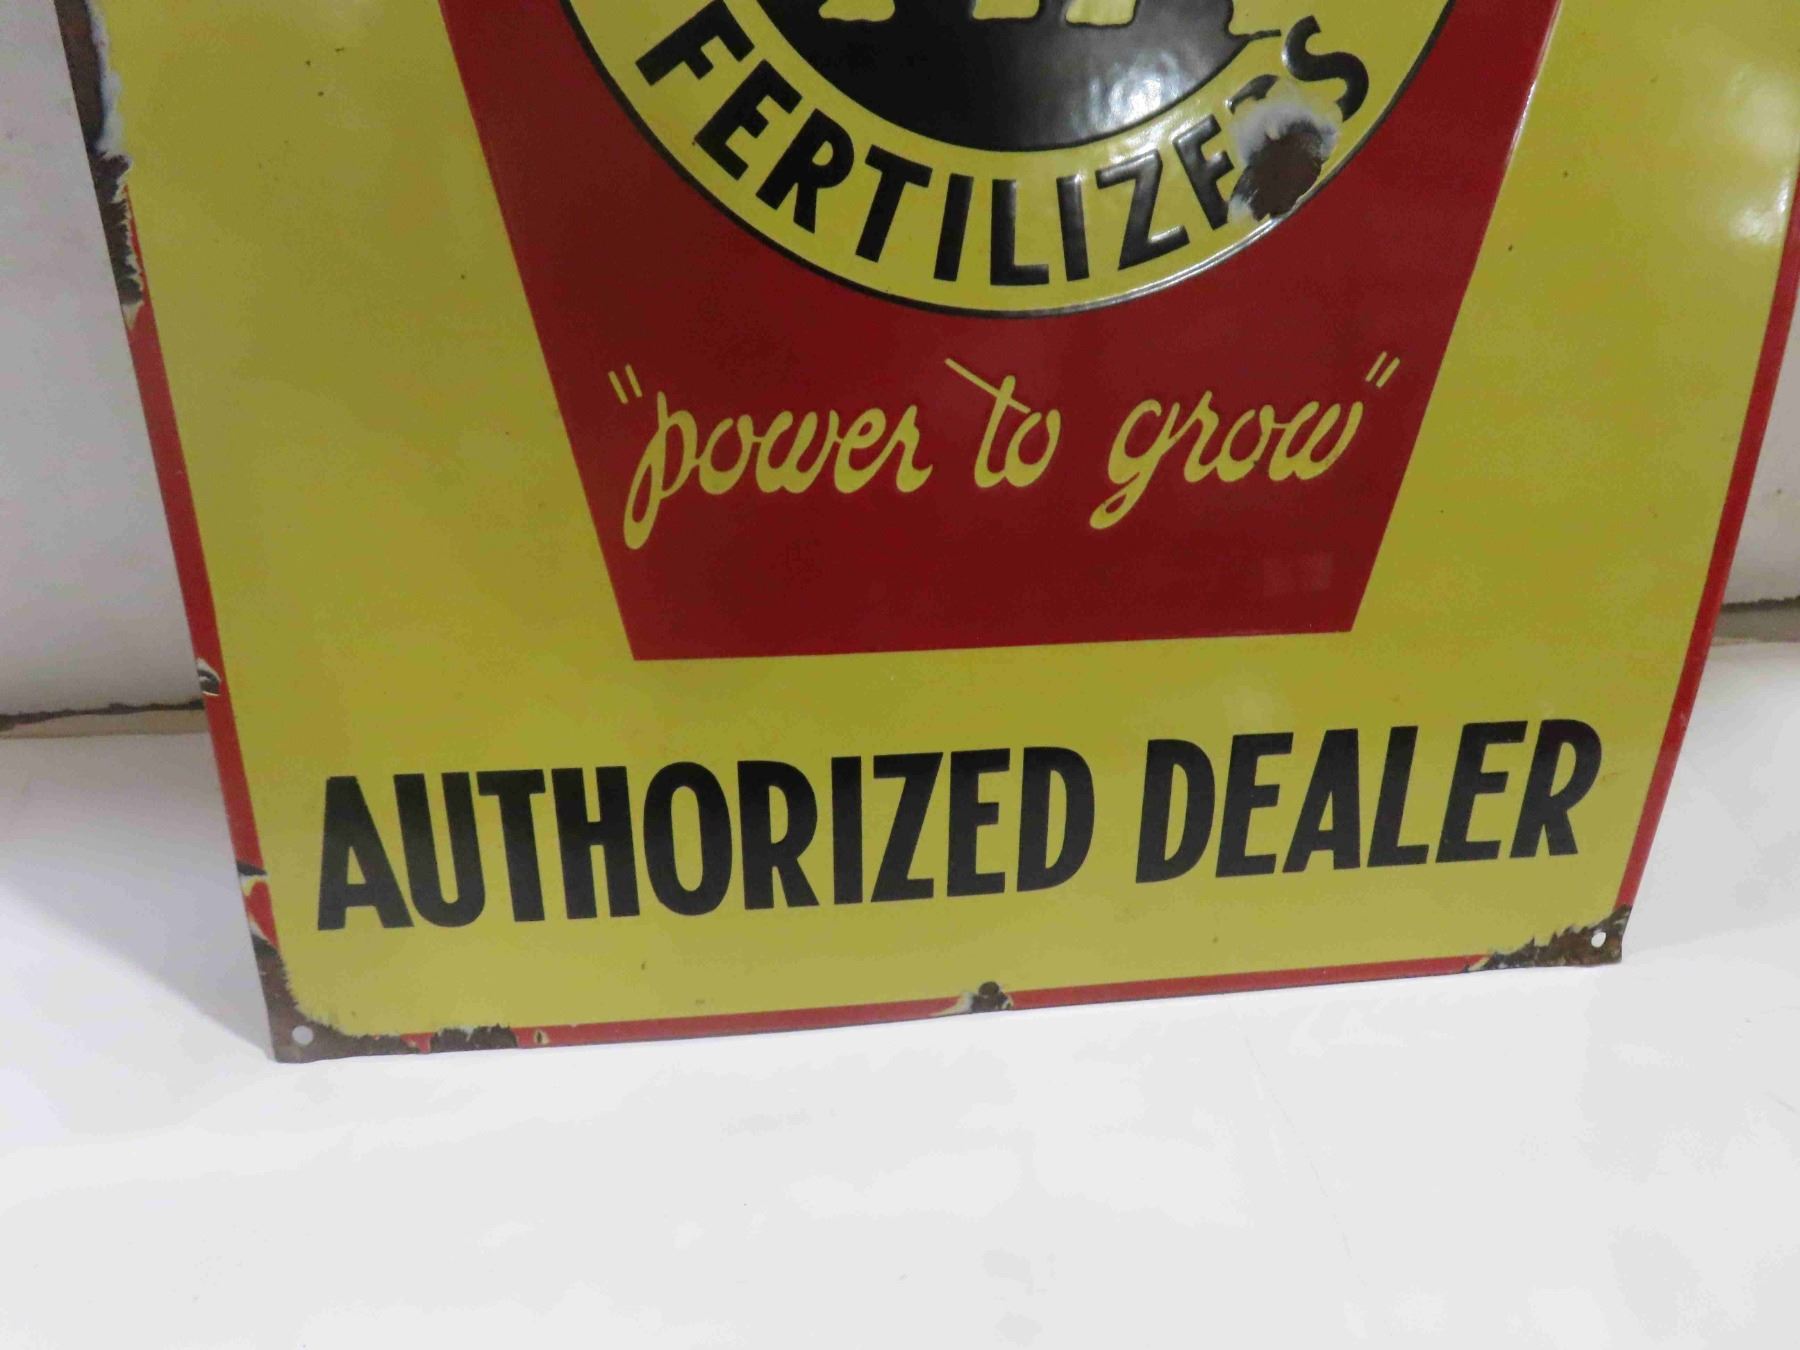 FERTILIZERS
"power to grow"
AUTHORIZED DEALER